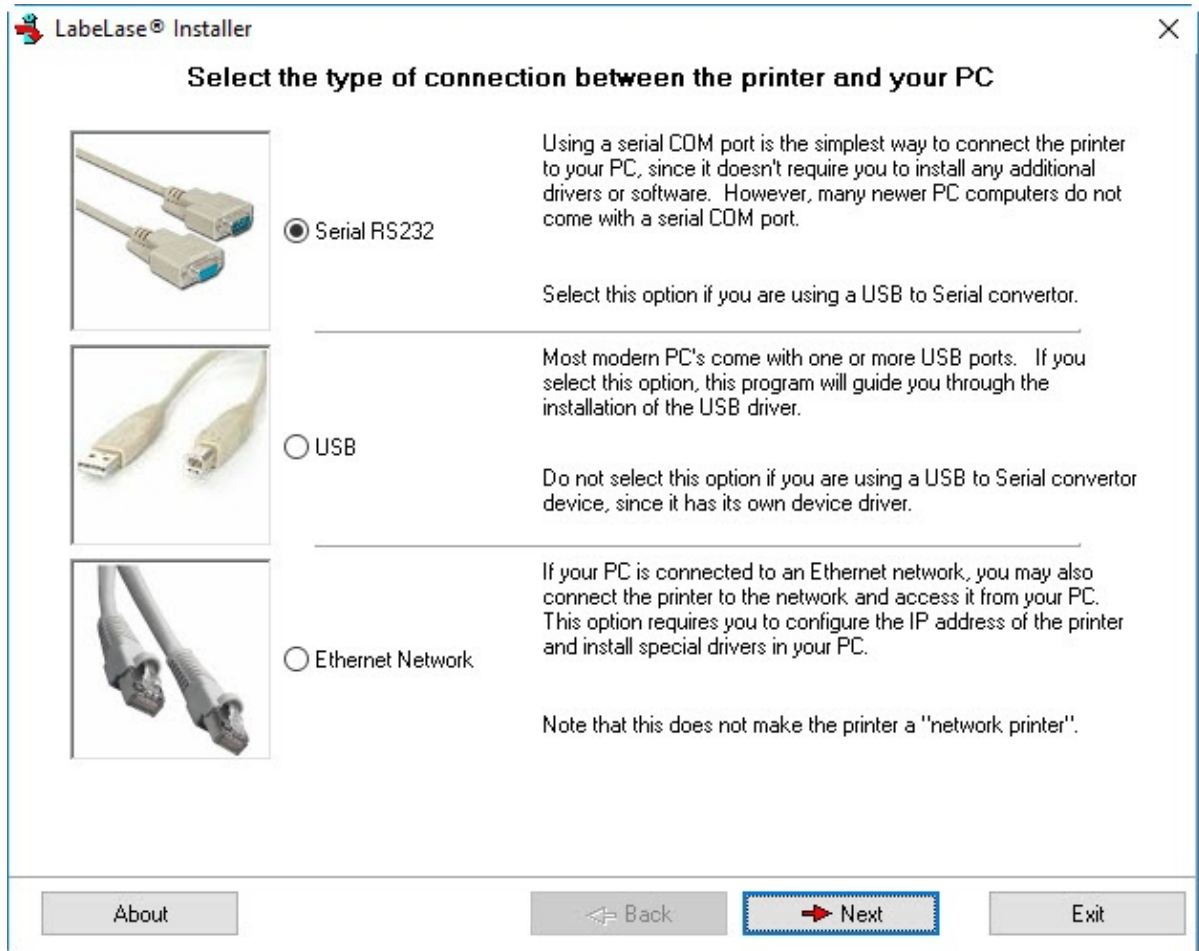 LabeLase® Installer
Select the type of connection between the printer and your PC
Serial RS232
Using a serial COM port is the simplest way to connect the printer
to your PC, since it doesn't require you to install any additional
drivers or software. However, many newer PC computers do not
come with a serial COM port.
Select this option if you are using a USB to Serial convertor.
USB
Most modern PC's come with one or more USB ports. If you
select this option, this program will guide you through the
installation of the USB driver.
Do not select this option if you are using a USB to Serial convertor
device, since it has its own device driver.
Ethernet Network
If your PC is connected to an Ethernet network, you may also
connect the printer to the network and access it from your PC.
This option requires you to configure the IP address of the printer
and install special drivers in your PC.
Note that this does not make the printer a "network printer".
About
Back
Next
Exit